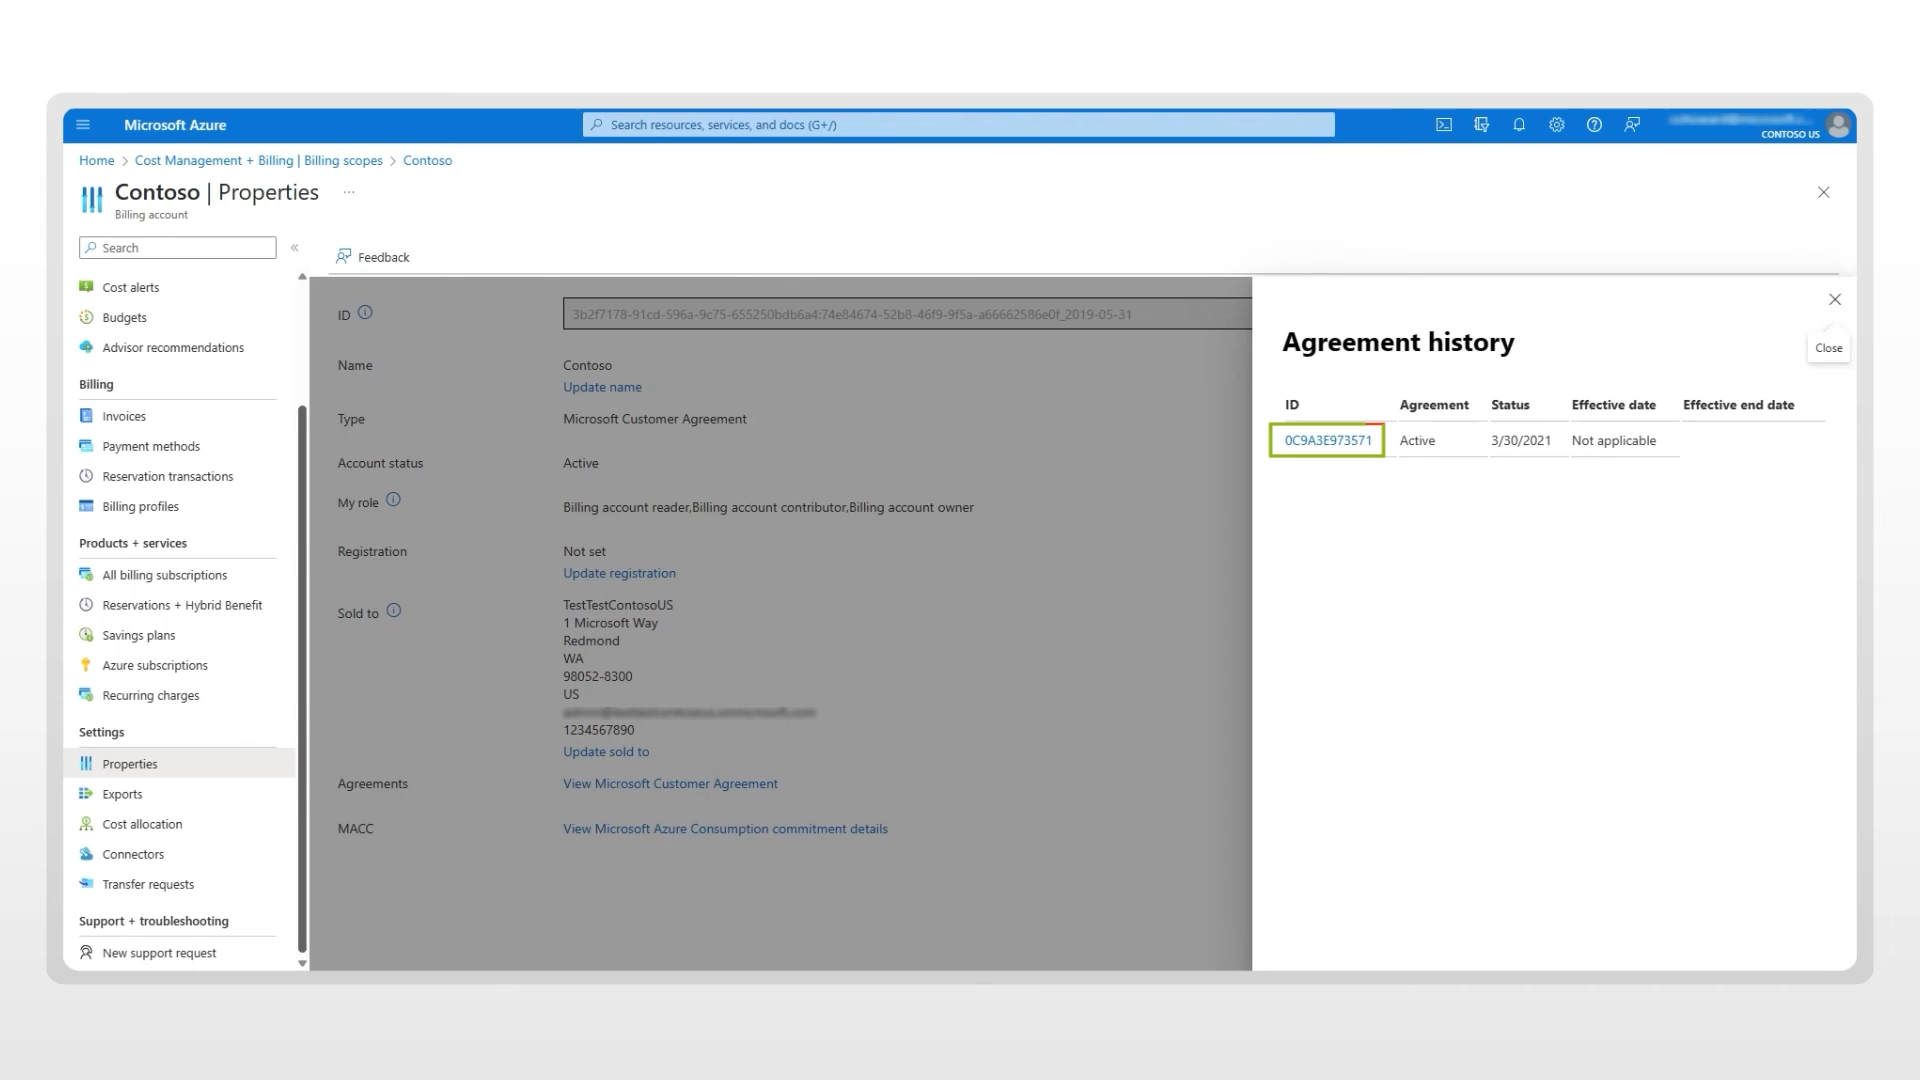 Microsoft Azure
Search resources, services, and docs (G+/)
CONTOSO US
Home > Cost Management + Billing | Billing scopes > Contoso
Contoso | Properties ...
Billing account
Search «
Feedback
Cost alerts
Budgets
Advisor recommendations
Billing
Invoices
Payment methods
Reservation transactions
Billing profiles
Products + services
All billing subscriptions
Reservations + Hybrid Benefit
Savings plans
Azure subscriptions
Recurring charges
Settings
Properties
Exports
Cost allocation
Connectors
Transfer requests
Support + troubleshooting
New support request
ID 3b2f7178-91cd-596a-9c75-655250bdb6a4:74e84674-52b8-46f9-9f5a-a66662586e0f_2019-05-31
Name Contoso
Update name
Type Microsoft Customer Agreement
Account status Active
My role Billing account reader,Billing account contributor,Billing account owner
Registration Not set
Update registration
Sold to TestTestContosoUS
1 Microsoft Way
Redmond
WA
98052-8300
US
1234567890
Update sold to
Agreements View Microsoft Customer Agreement
MACC View Microsoft Azure Consumption commitment details
Agreement history
Close
ID Agreement Status Effective date Effective end date
0C9A3E973571 Active 3/30/2021 Not applicable